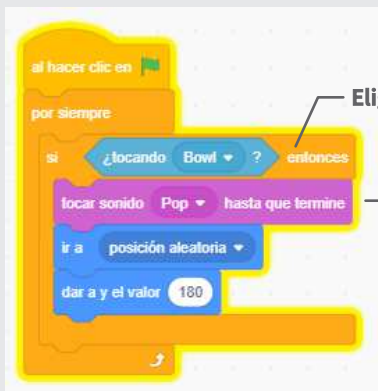 al hacer clic en
por siempre
si ¿tocando Bowl ? entonces
tocar sonido Pop hasta que termine
ir a posición aleatoria
dar a y el valor 180